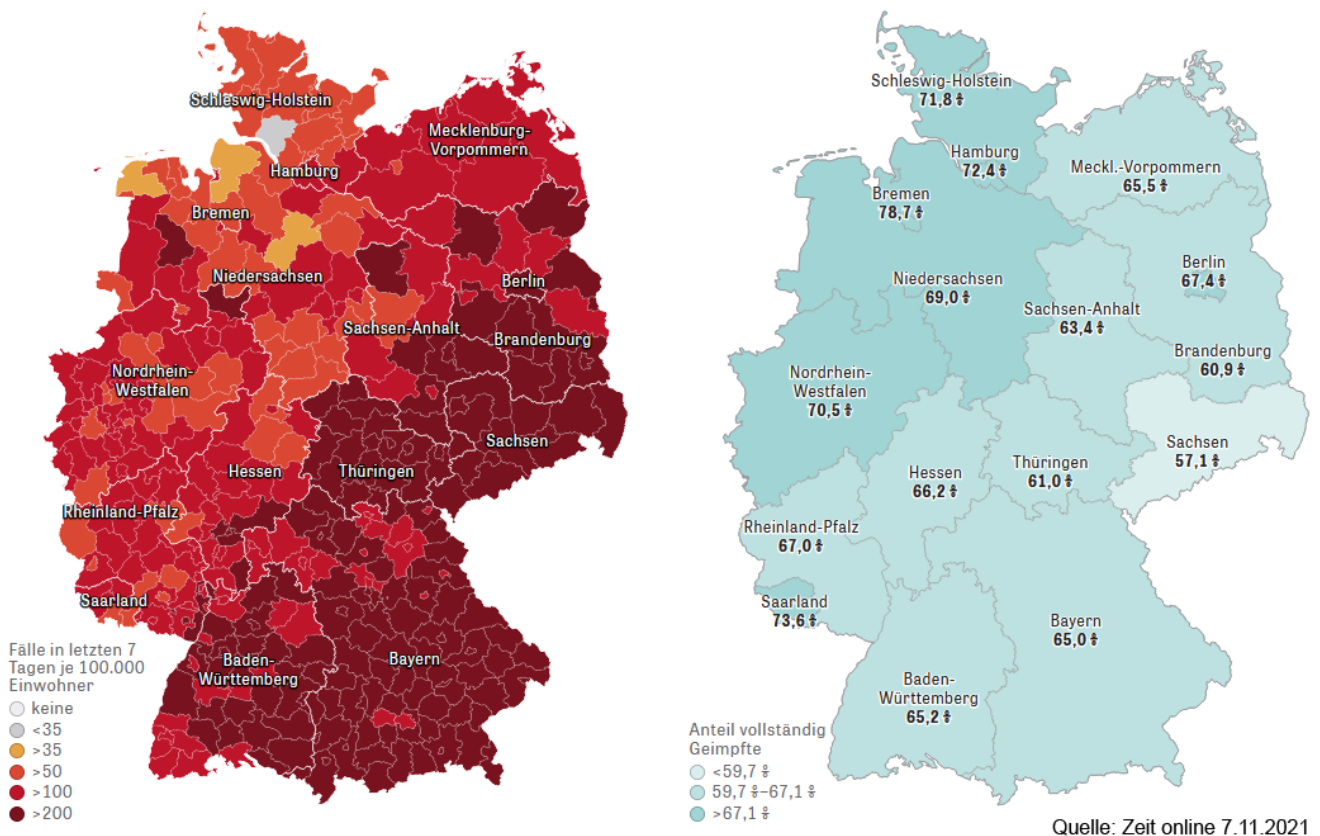 Schleswig-Holstein
Mecklenburg-
Vorpommern
Hamburg
Bremen
Niedersachsen
Berlin
Sachsen-Anhalt
Brandenburg
Nordrhein-
Westfalen
Sachsen
Hessen
Thüringen
Rheinland-Pfalz
Saarland
Baden-
Württemberg
Bayern
Fälle in letzten 7
Tagen je 100.000
Einwohner
keine
<35
>35
>50
>100
>200
Schleswig-Holstein
71,8 %
Hamburg
72,4 %
Meckl.-Vorpommern
65,5 %
Bremen
78,7 %
Berlin
67,4 %
Niedersachsen
69,0 %
Sachsen-Anhalt
63,4 %
Brandenburg
60,9 %
Nordrhein-
Westfalen
70,5 %
Sachsen
57,1 %
Hessen
66,2 %
Thüringen
61,0 %
Rheinland-Pfalz
67,0 %
Saarland
73,6 %
Bayern
65,0 %
Baden-
Württemberg
65,2 %
Anteil vollständig
Geimpfte
<59,7 %
59,7 %–67,1 %
>67,1 %
Quelle: Zeit online 7.11.2021